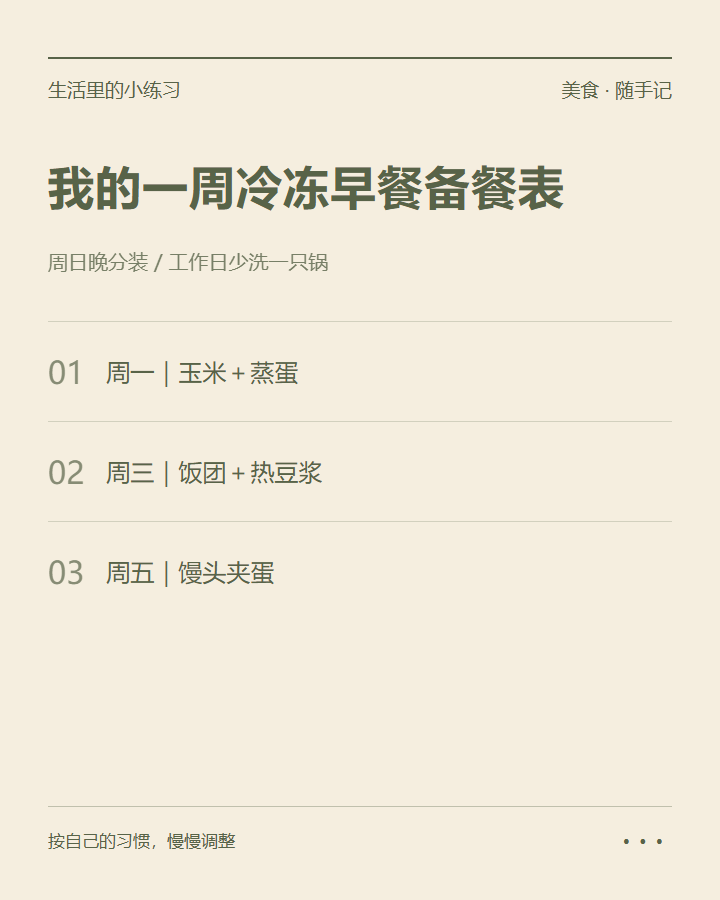 生活里的小练习
美食 · 随手记
我的一周冷冻早餐备餐表
周日晚分装 / 工作日少洗一只锅
01 周一｜玉米 + 蒸蛋
02 周三｜饭团 + 热豆浆
03 周五｜馒头夹蛋
按自己的习惯，慢慢调整